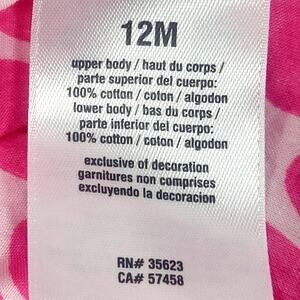 12M
upper body / haut du corps /
parte superior del cuerpo:
100% cotton / coton / algodon
lower body / bas du corps /
parte inferior del cuerpo:
100% cotton / coton / algodon
exclusive of decoration
garnitures non comprises
excluyendo la decoracion
RN# 35623
CA# 57458